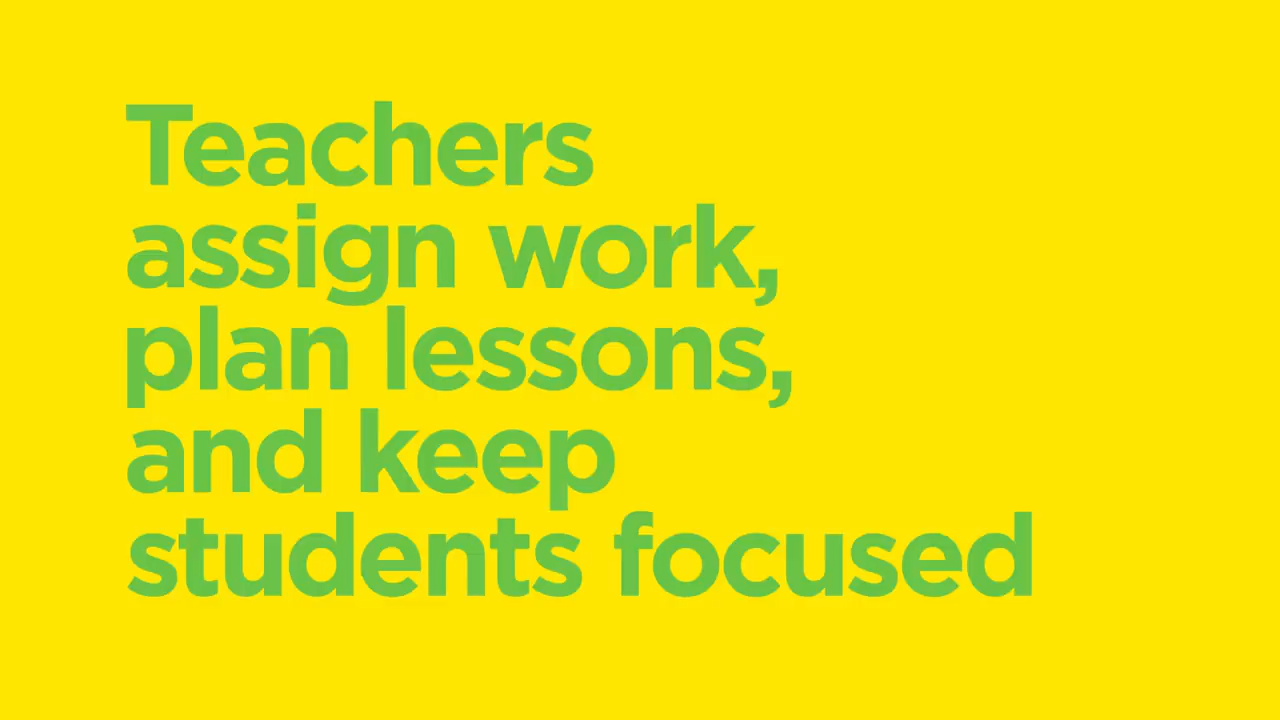 Teachers
assign work,
plan lessons,
and keep
students focused